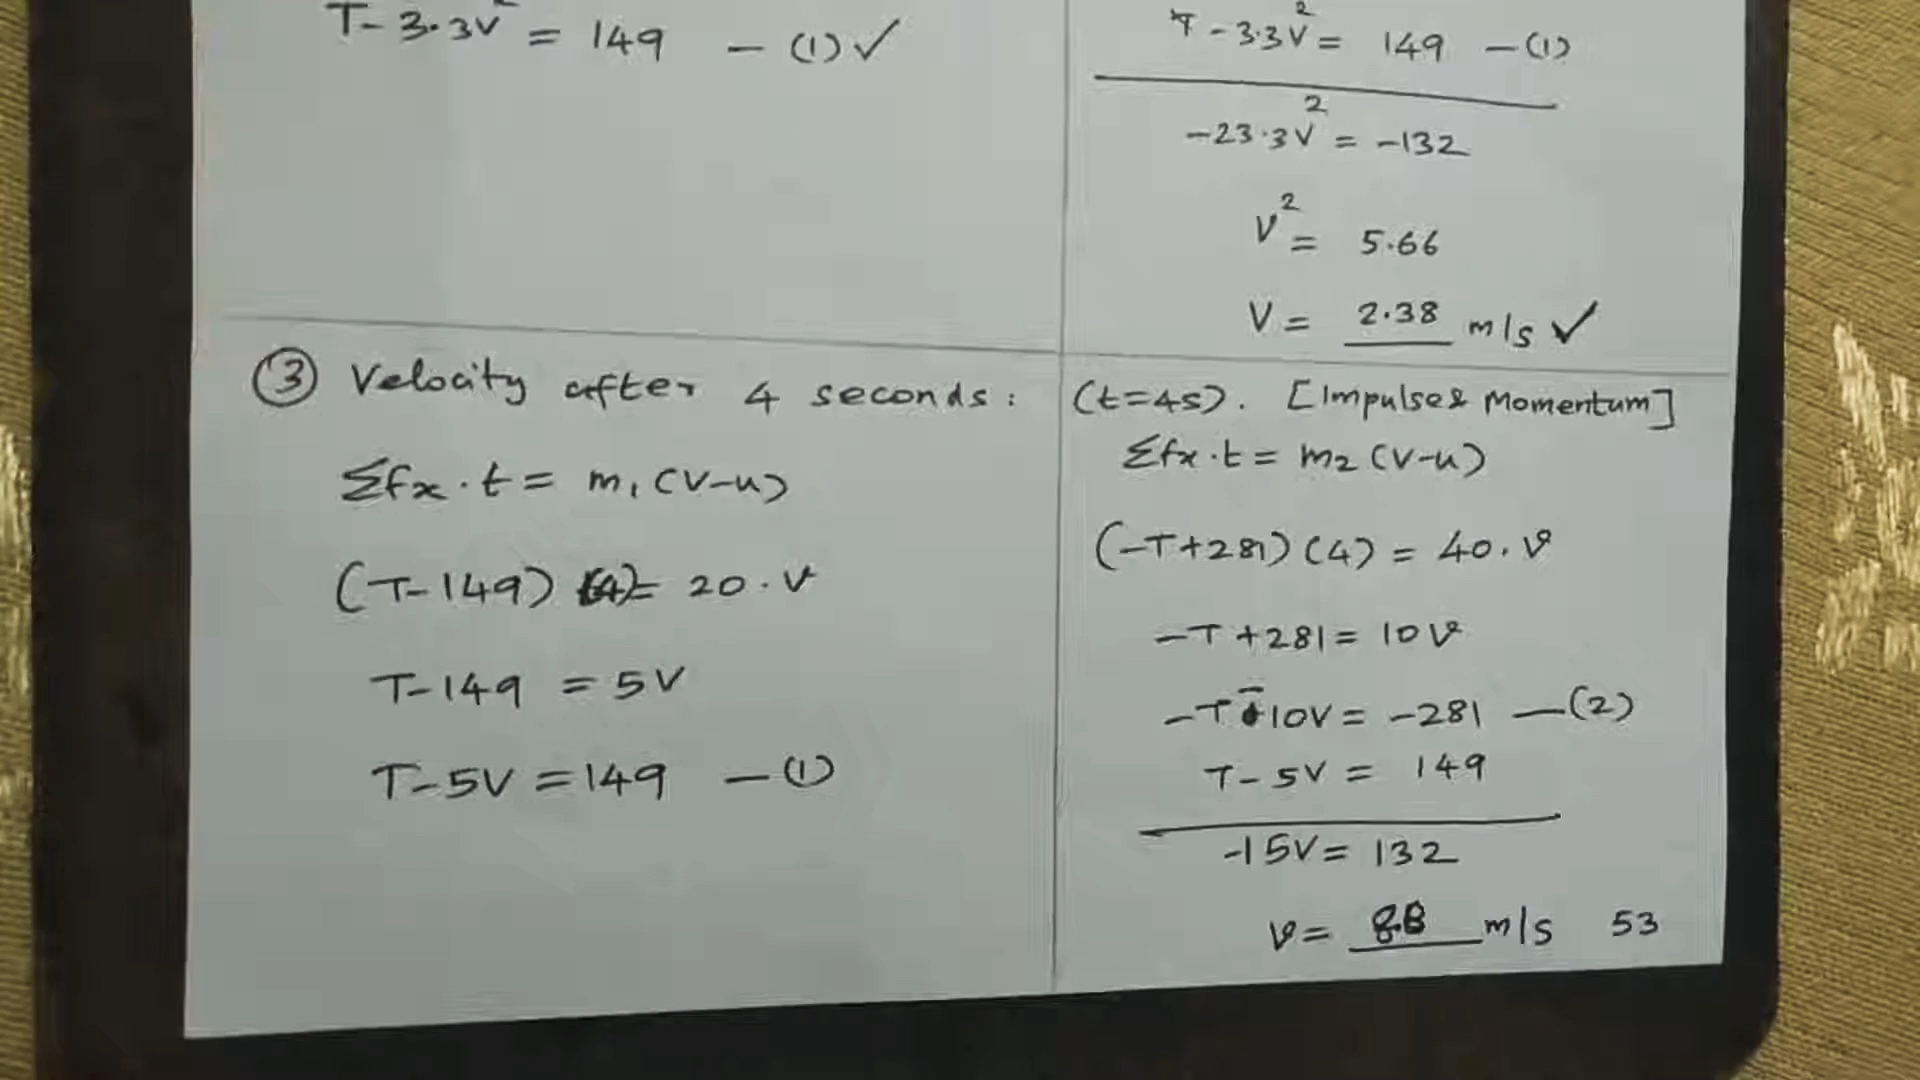 T-3.3V² = 149 - (1) ✓
T-3.3V² = 149 - (1)
-23.3V² = -132
V² = 5.66
V = 2.38 m/s ✓
③ Velocity after 4 seconds : (t=4s). [Impulse & Momentum]
Σfx . t = m₁ (V-u)
(T-149) (4)= 20 . V
T-149 = 5V
T-5V = 149 - (1)
Σfx . t = m₂ (V-u)
(-T+281) (4) = 40 . V
-T+281 = 10V
-T-10V = -281 -(2)
T-5V = 149
-15V = 132
V = 8.8 m/s 53